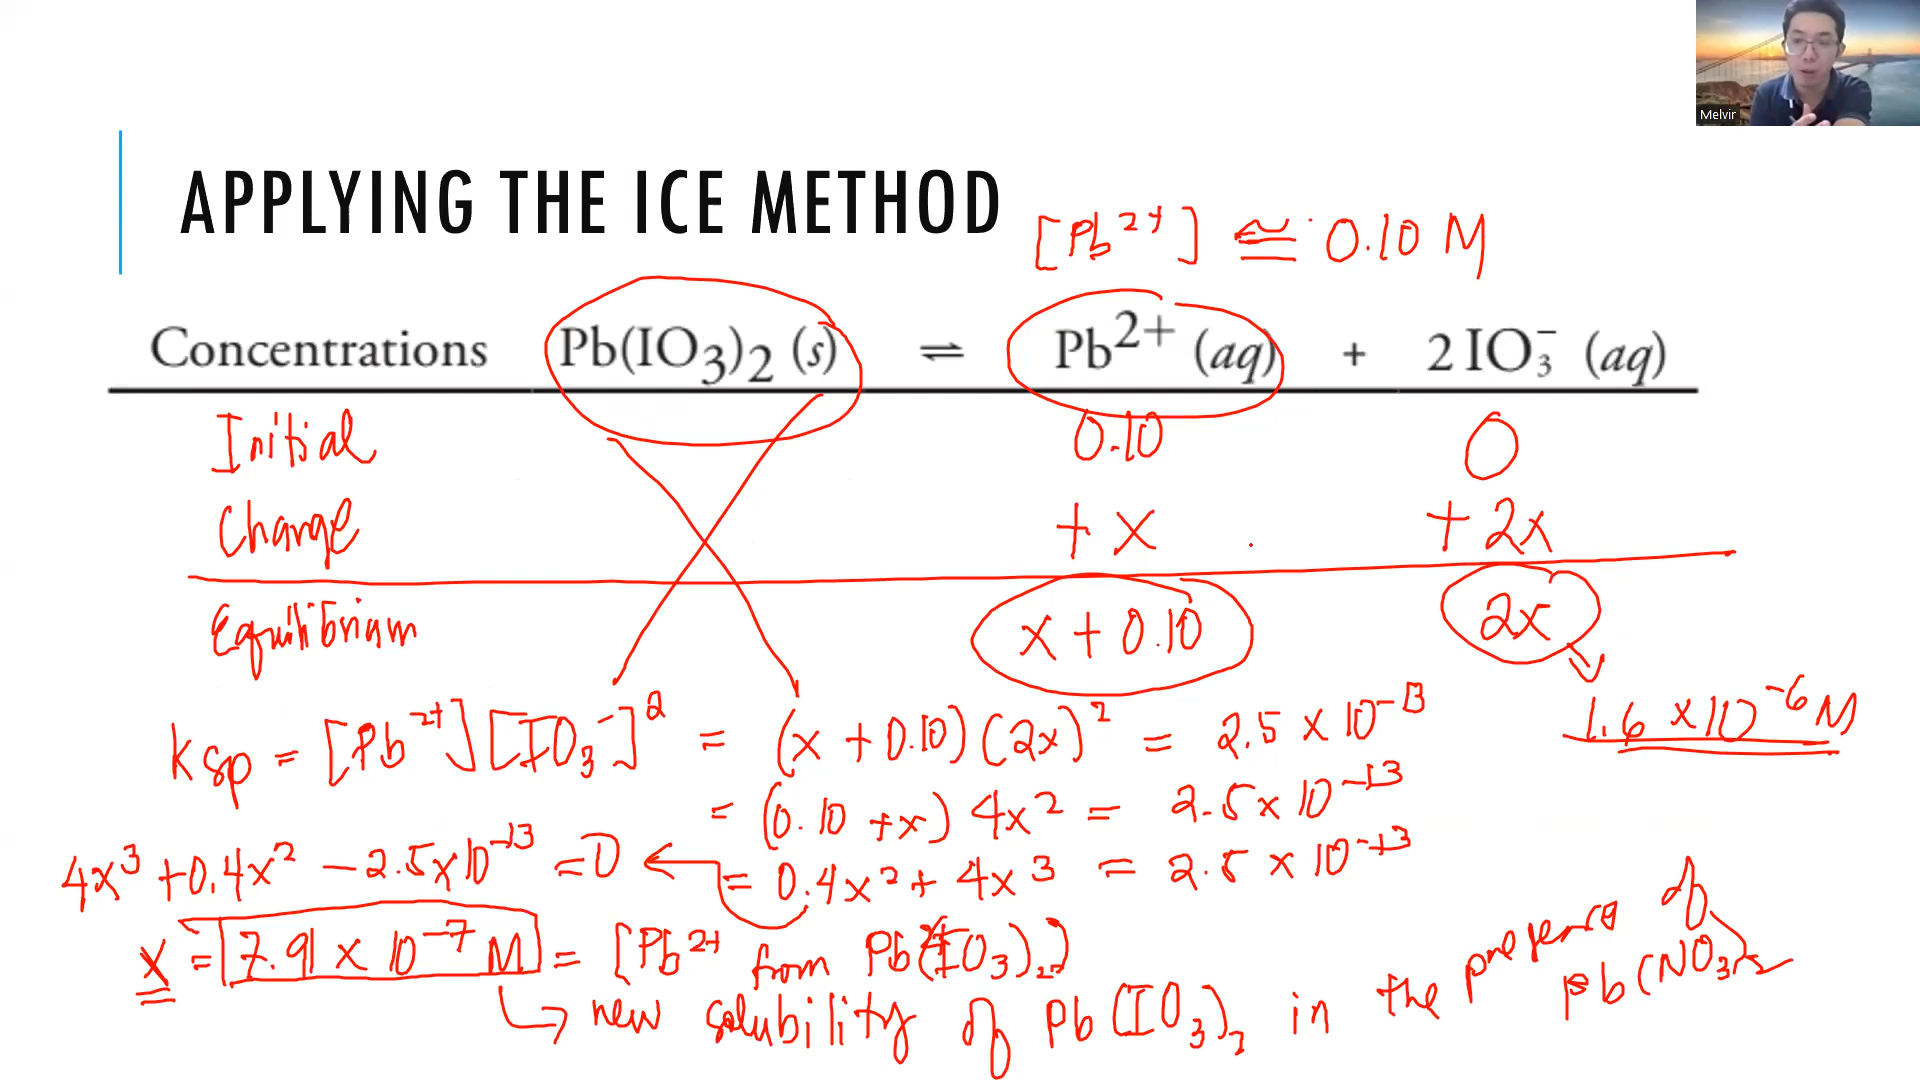 Melvir
APPLYING THE ICE METHOD
[Pb²⁺] ≅ 0.10 M
Concentrations Pb(IO₃)₂ (s) ⇌ Pb²⁺ (aq) + 2 IO₃⁻ (aq)
Initial 0.10 0
Change + x + 2x
Equilibrium x + 0.10 2x
1.6 x 10⁻⁶ M
Ksp = [Pb²⁺][IO₃⁻]² = (x + 0.10)(2x)² = 2.5 x 10⁻¹³
= (0.10 + x) 4x² = 2.5 x 10⁻¹³
4x³ + 0.4x² - 2.5x10⁻¹³ = 0 ← = 0.4x² + 4x³ = 2.5 x 10⁻¹³
x = 7.91 x 10⁻⁷ M = [Pb²⁺ from Pb(IO₃)₂]
→ new solubility of Pb(IO₃)₂ in the presence of Pb(NO₃)₂